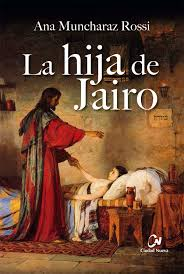 Ana Muncharaz Rossi
La hija de
Jairo
Ciudad Nueva